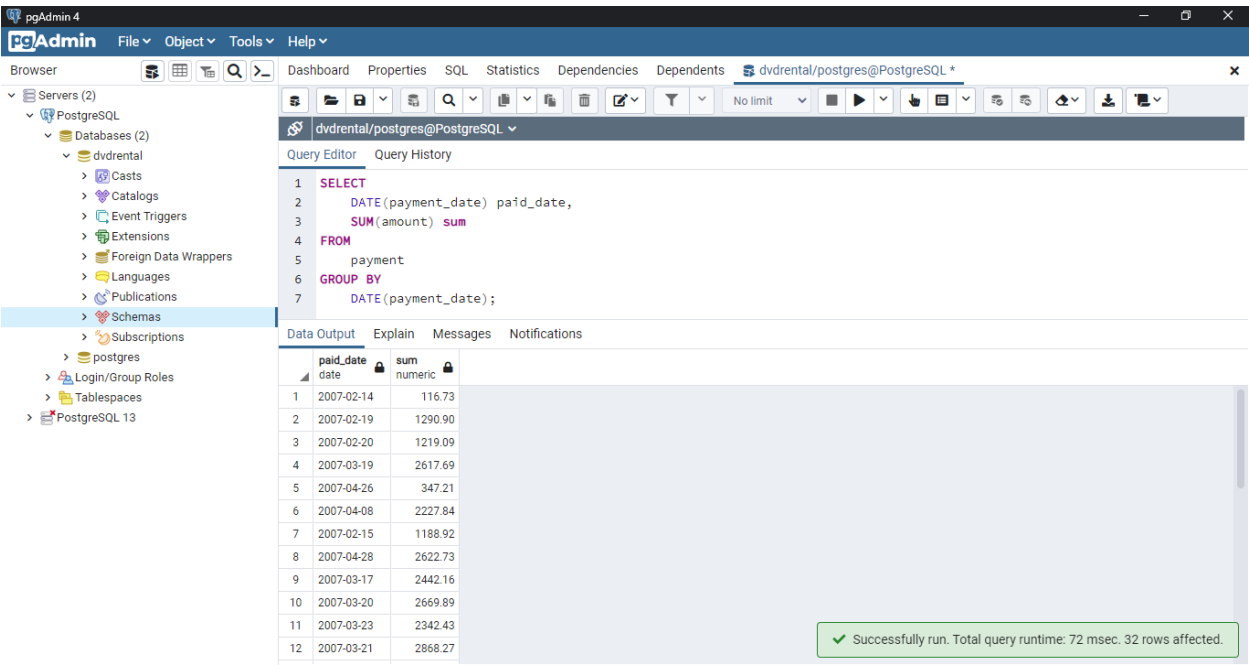 pgAdmin 4
pgAdmin File Object Tools Help
Browser
Dashboard Properties SQL Statistics Dependencies Dependents dvdrental/postgres@PostgreSQL *
Servers (2)
PostgreSQL
Databases (2)
dvdrental
Casts
Catalogs
Event Triggers
Extensions
Foreign Data Wrappers
Languages
Publications
Schemas
Subscriptions
postgres
Login/Group Roles
Tablespaces
PostgreSQL 13
No limit
dvdrental/postgres@PostgreSQL
Query Editor Query History
1 SELECT
2 DATE(payment_date) paid_date,
3 SUM(amount) sum
4 FROM
5 payment
6 GROUP BY
7 DATE(payment_date);
Data Output Explain Messages Notifications
paid_date sum
date numeric
1 2007-02-14 116.73
2 2007-02-19 1290.90
3 2007-02-20 1219.09
4 2007-03-19 2617.69
5 2007-04-26 347.21
6 2007-04-08 2227.84
7 2007-02-15 1188.92
8 2007-04-28 2622.73
9 2007-03-17 2442.16
10 2007-03-20 2669.89
11 2007-03-23 2342.43
12 2007-03-21 2868.27
Successfully run. Total query runtime: 72 msec. 32 rows affected.